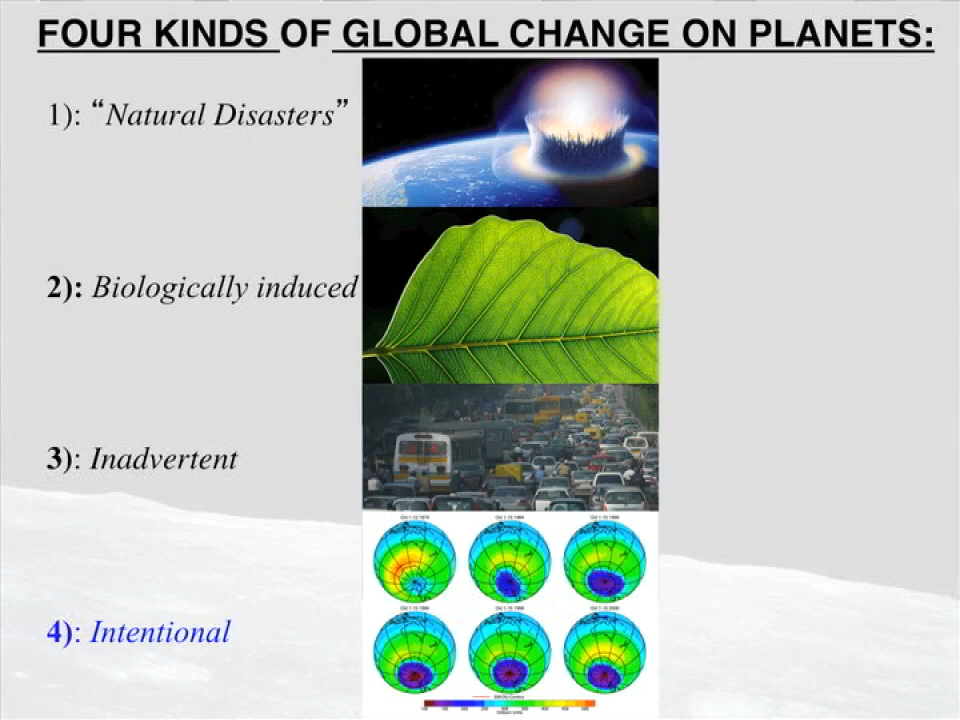 FOUR KINDS OF GLOBAL CHANGE ON PLANETS:
1): “Natural Disasters”
2): Biologically induced
3): Inadvertent
4): Intentional